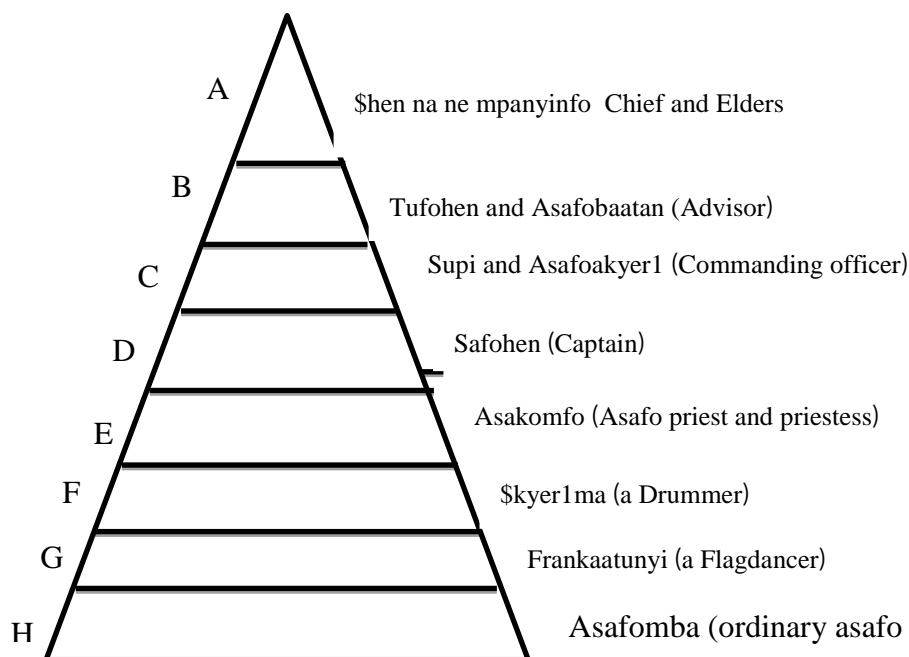 A
$hen na ne mpanyinfo Chief and Elders
B
Tufohen and Asafobaatan (Advisor)
C
Supi and Asafoakyer1 (Commanding officer)
D
Safohen (Captain)
E
Asakomfo (Asafo priest and priestess)
F
$kyer1ma (a Drummer)
G
Frankaatunyi (a Flagdancer)
H
Asafomba (ordinary asafo